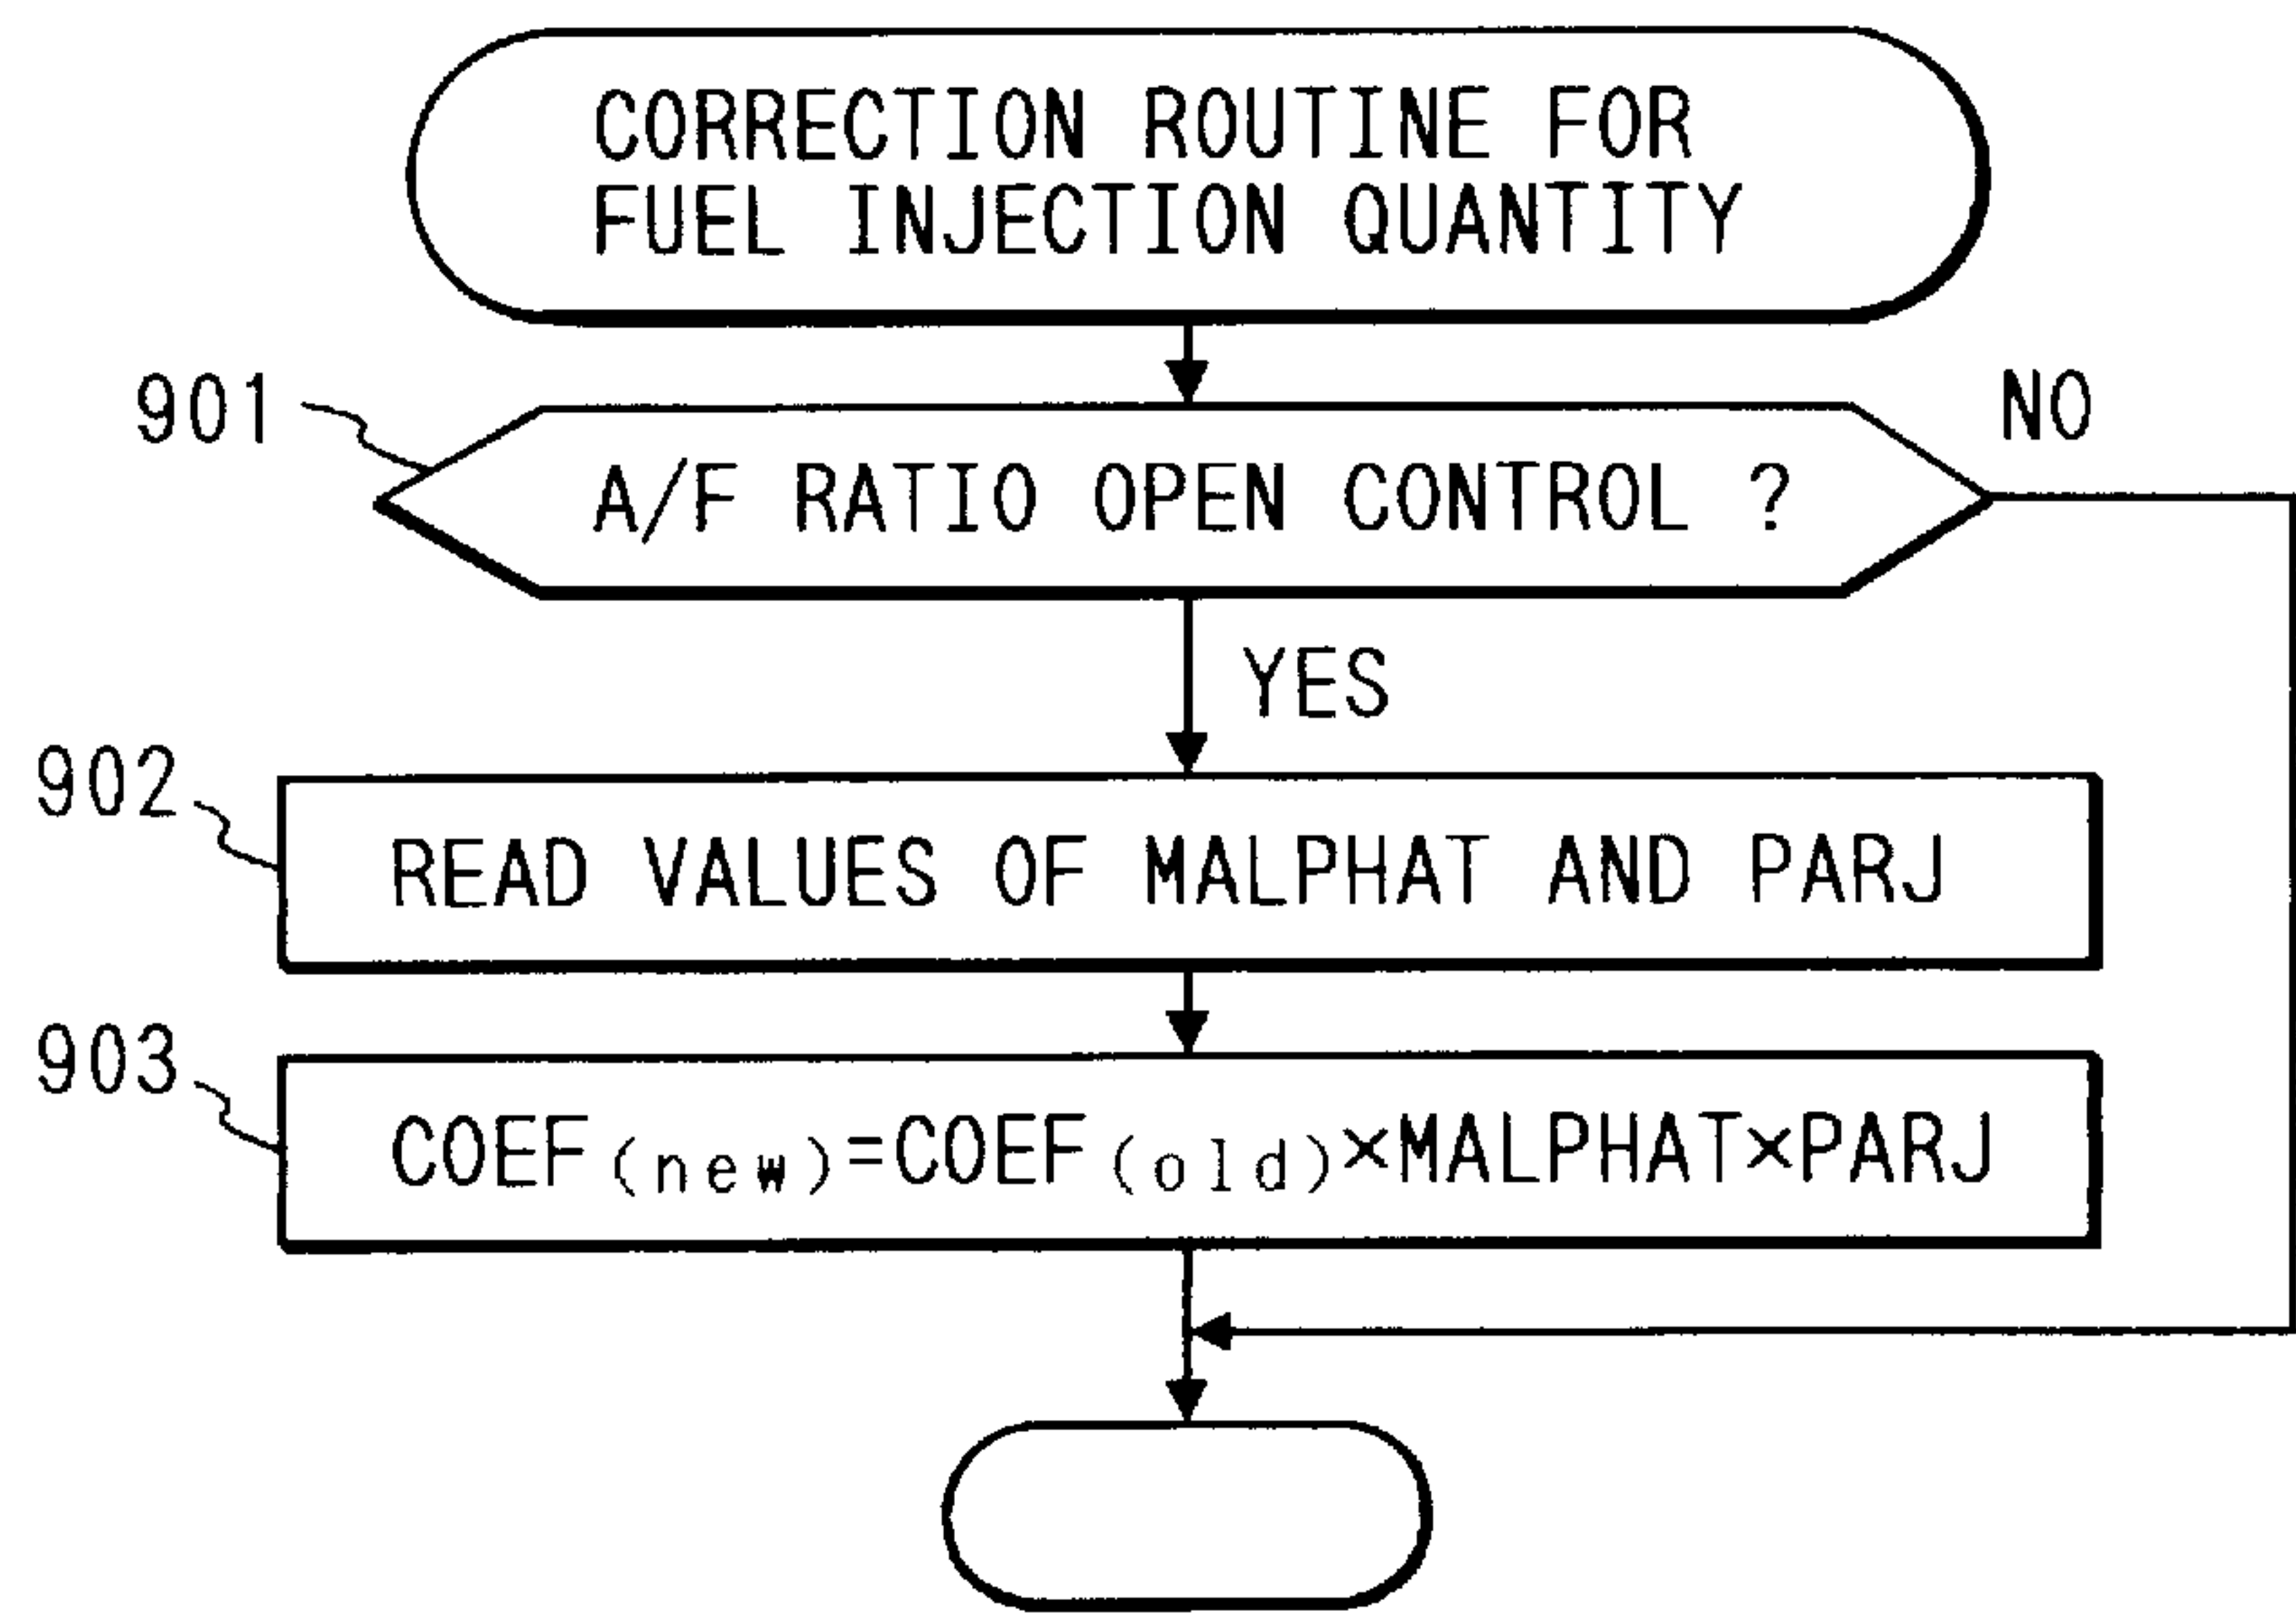 CORRECTION ROUTINE FOR
FUEL INJECTION QUANTITY
901
NO
A/F RATIO OPEN CONTROL ?
YES
902
READ VALUES OF MALPHAT AND PARJ
903
COEF(new)=COEF(old)×MALPHAT×PARJ